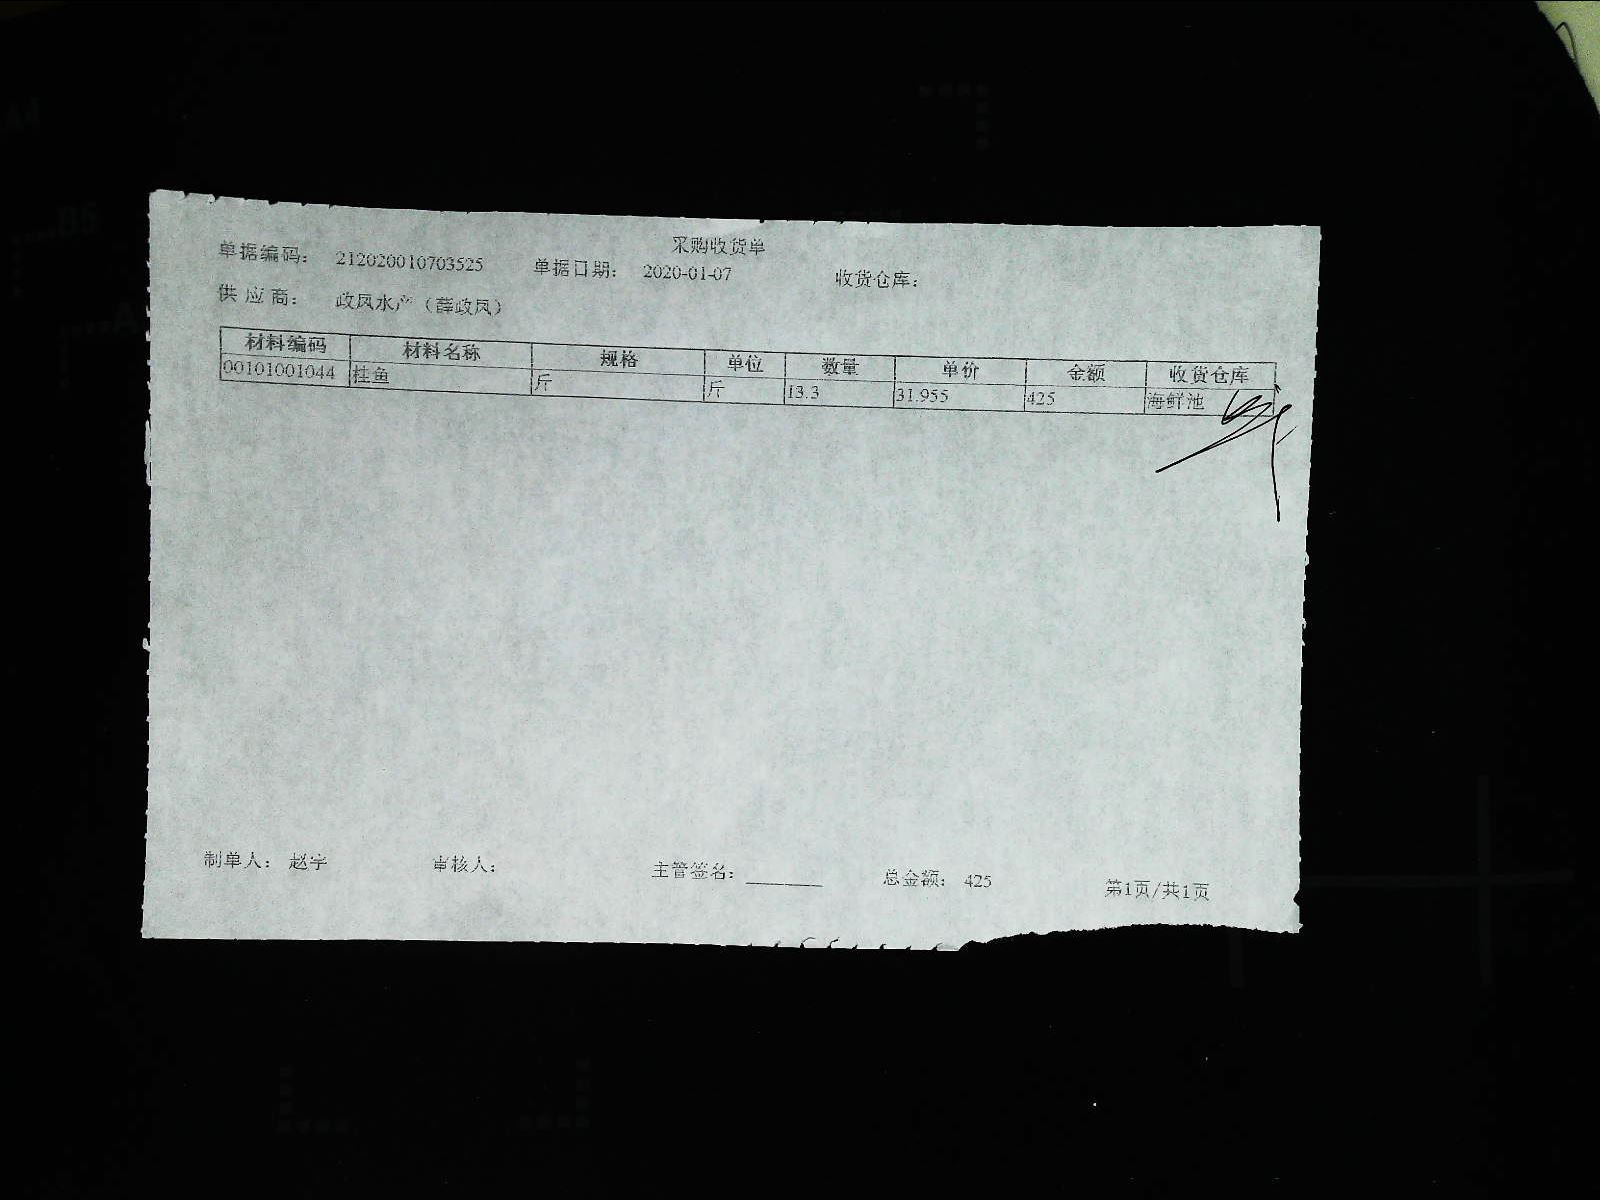 采购收货单
单据编码： 212020010703525 单据日期： 2020-01-07 收货仓库：
供应商： 政凤水产（薛政凤）
材料编码 材料名称 规格 单位 数量 单价 金额 收货仓库
00101001044 桂鱼 斤 斤 13.3 31.955 425 海鲜池
制单人： 赵宇 审核人： 主管签名： 总金额： 425 第1页/共1页